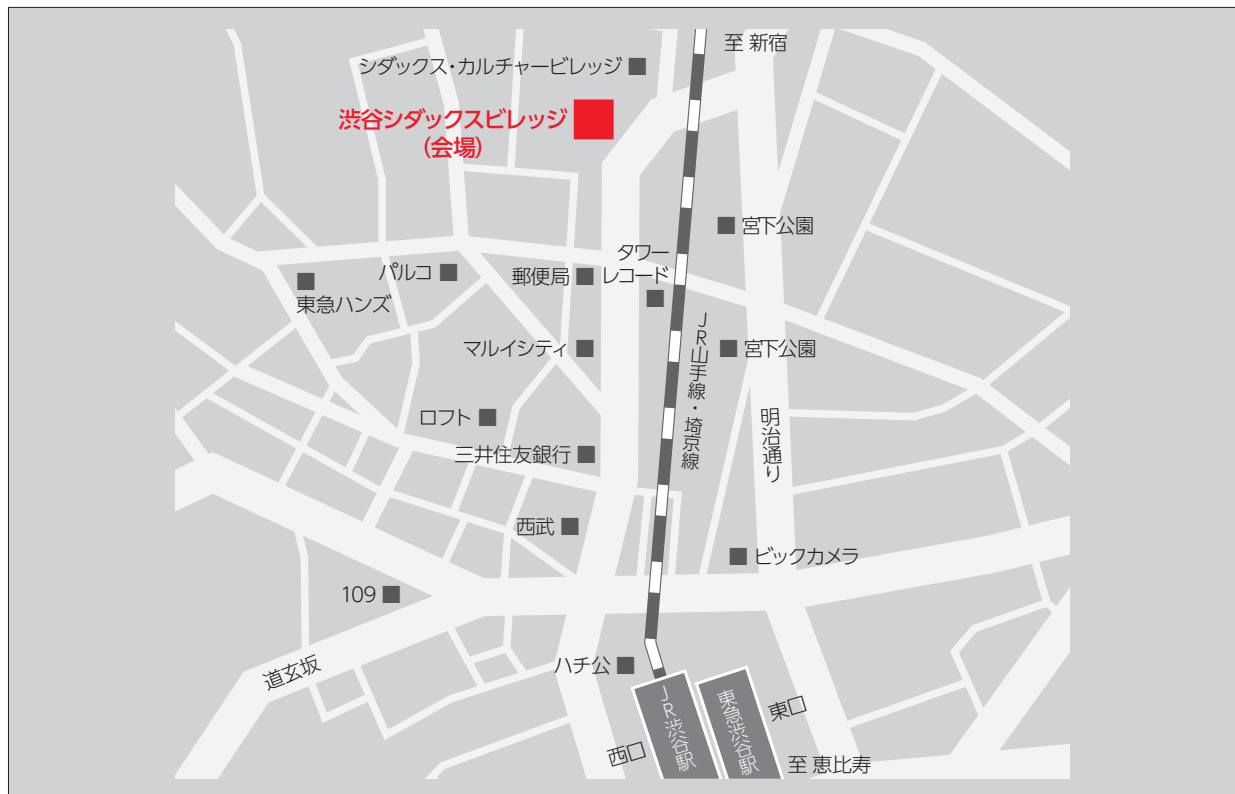 至 新宿
シダックス・カルチャービレッジ
渋谷シダックスビレッジ
(会場)
宮下公園
タワー
レコード
パルコ
郵便局
東急ハンズ
マルイシティ
宮下公園
JR山手線・埼京線
ロフト
明治通り
三井住友銀行
西武
ビックカメラ
109
道玄坂
ハチ公
JR渋谷駅
東急渋谷駅
東口
西口
至 恵比寿